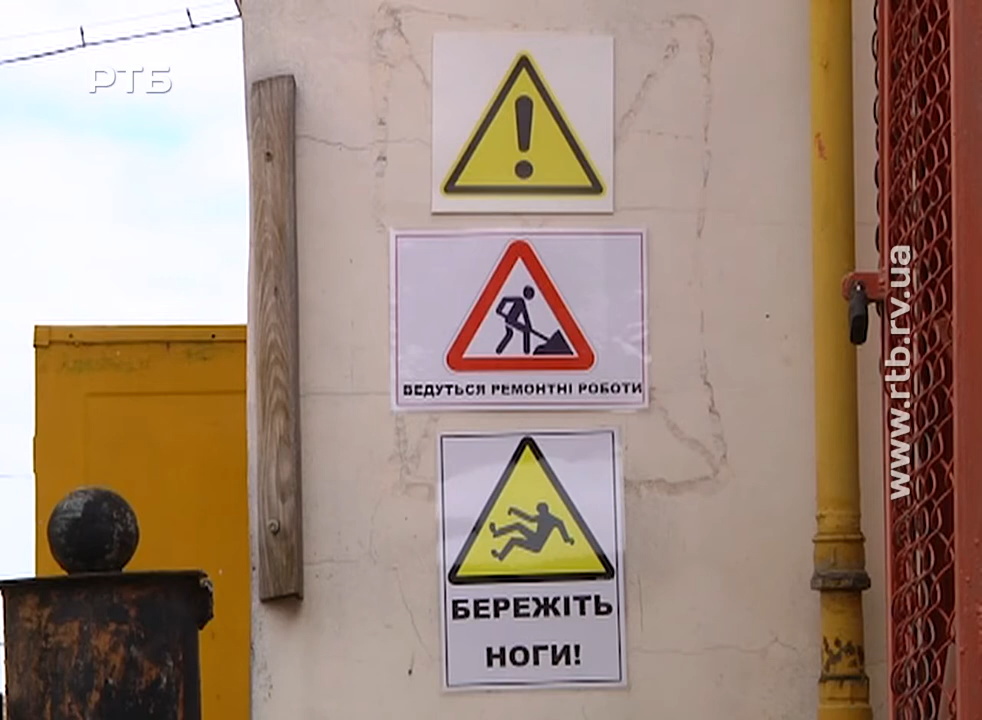 РТБ
ВЕДУТЬСЯ РЕМОНТНІ РОБОТИ
БЕРЕЖІТЬ
НОГИ!
www.rtb.rv.ua